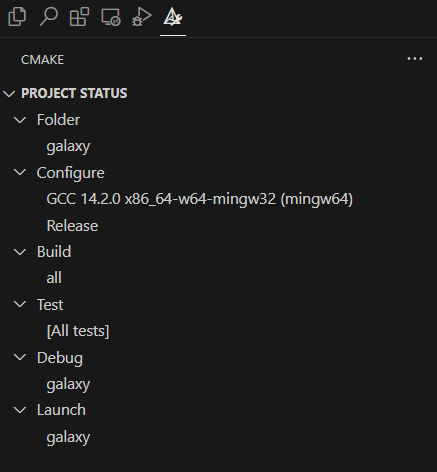 CMAKE
PROJECT STATUS
Folder
galaxy
Configure
GCC 14.2.0 x86_64-w64-mingw32 (mingw64)
Release
Build
all
Test
[All tests]
Debug
galaxy
Launch
galaxy